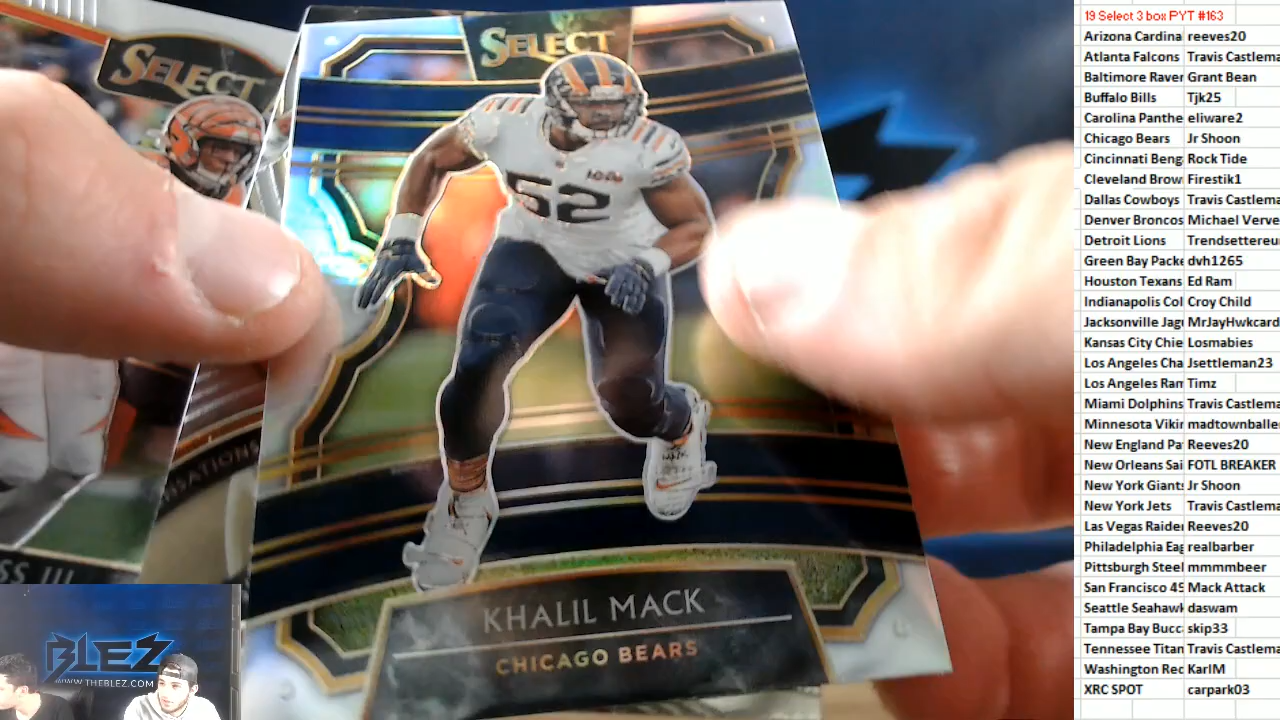 SELECT
SELECT
52
KHALIL MACK
CHICAGO BEARS
NSATIONS
SS III
BLEZ
WWW.THEBLEZ.COM
19 Select 3 box PYT #163
Arizona Cardina reeves20
Atlanta Falcons Travis Castlema
Baltimore Raver Grant Bean
Buffalo Bills Tjk25
Carolina Panthe eliware2
Chicago Bears Jr Shoon
Cincinnati Beng Rock Tide
Cleveland Brow Firestik1
Dallas Cowboys Travis Castlema
Denver Broncos Michael Verve
Detroit Lions Trendsettereu
Green Bay Packe dvh1265
Houston Texans Ed Ram
Indianapolis Col Croy Child
Jacksonville Jagu MrJayHwkcard
Kansas City Chie Losmabies
Los Angeles Cha Jsettleman23
Los Angeles Ram Timz
Miami Dolphins Travis Castlema
Minnesota Vikin madtownballe
New England Pa Reeves20
New Orleans Sai FOTL BREAKER
New York Giants Jr Shoon
New York Jets Travis Castlema
Las Vegas Raide Reeves20
Philadelphia Eag realbarber
Pittsburgh Steel mmmmbeer
San Francisco 49 Mack Attack
Seattle Seahawk daswam
Tampa Bay Bucc skip33
Tennessee Titan Travis Castlema
Washington Red KarlM
XRC SPOT carpark03